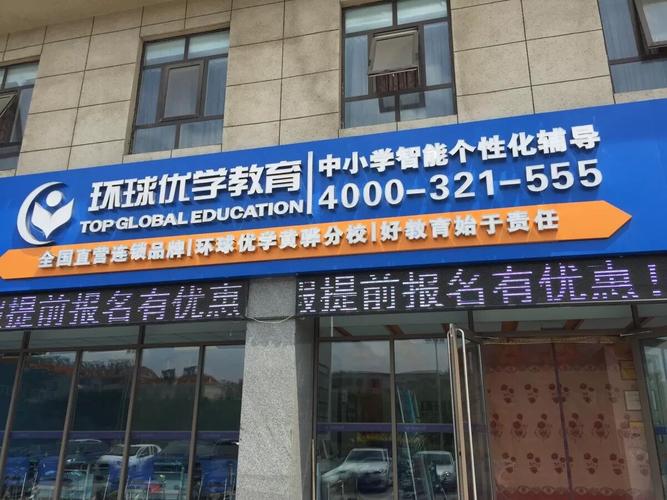 环球优学教育
TOP GLOBAL EDUCATION
中小学智能个性化辅导
4000-321-555
全国直营连锁品牌|环球优学黄骅分校|好教育始于责任
提前报名有优惠
提前报名有优惠!